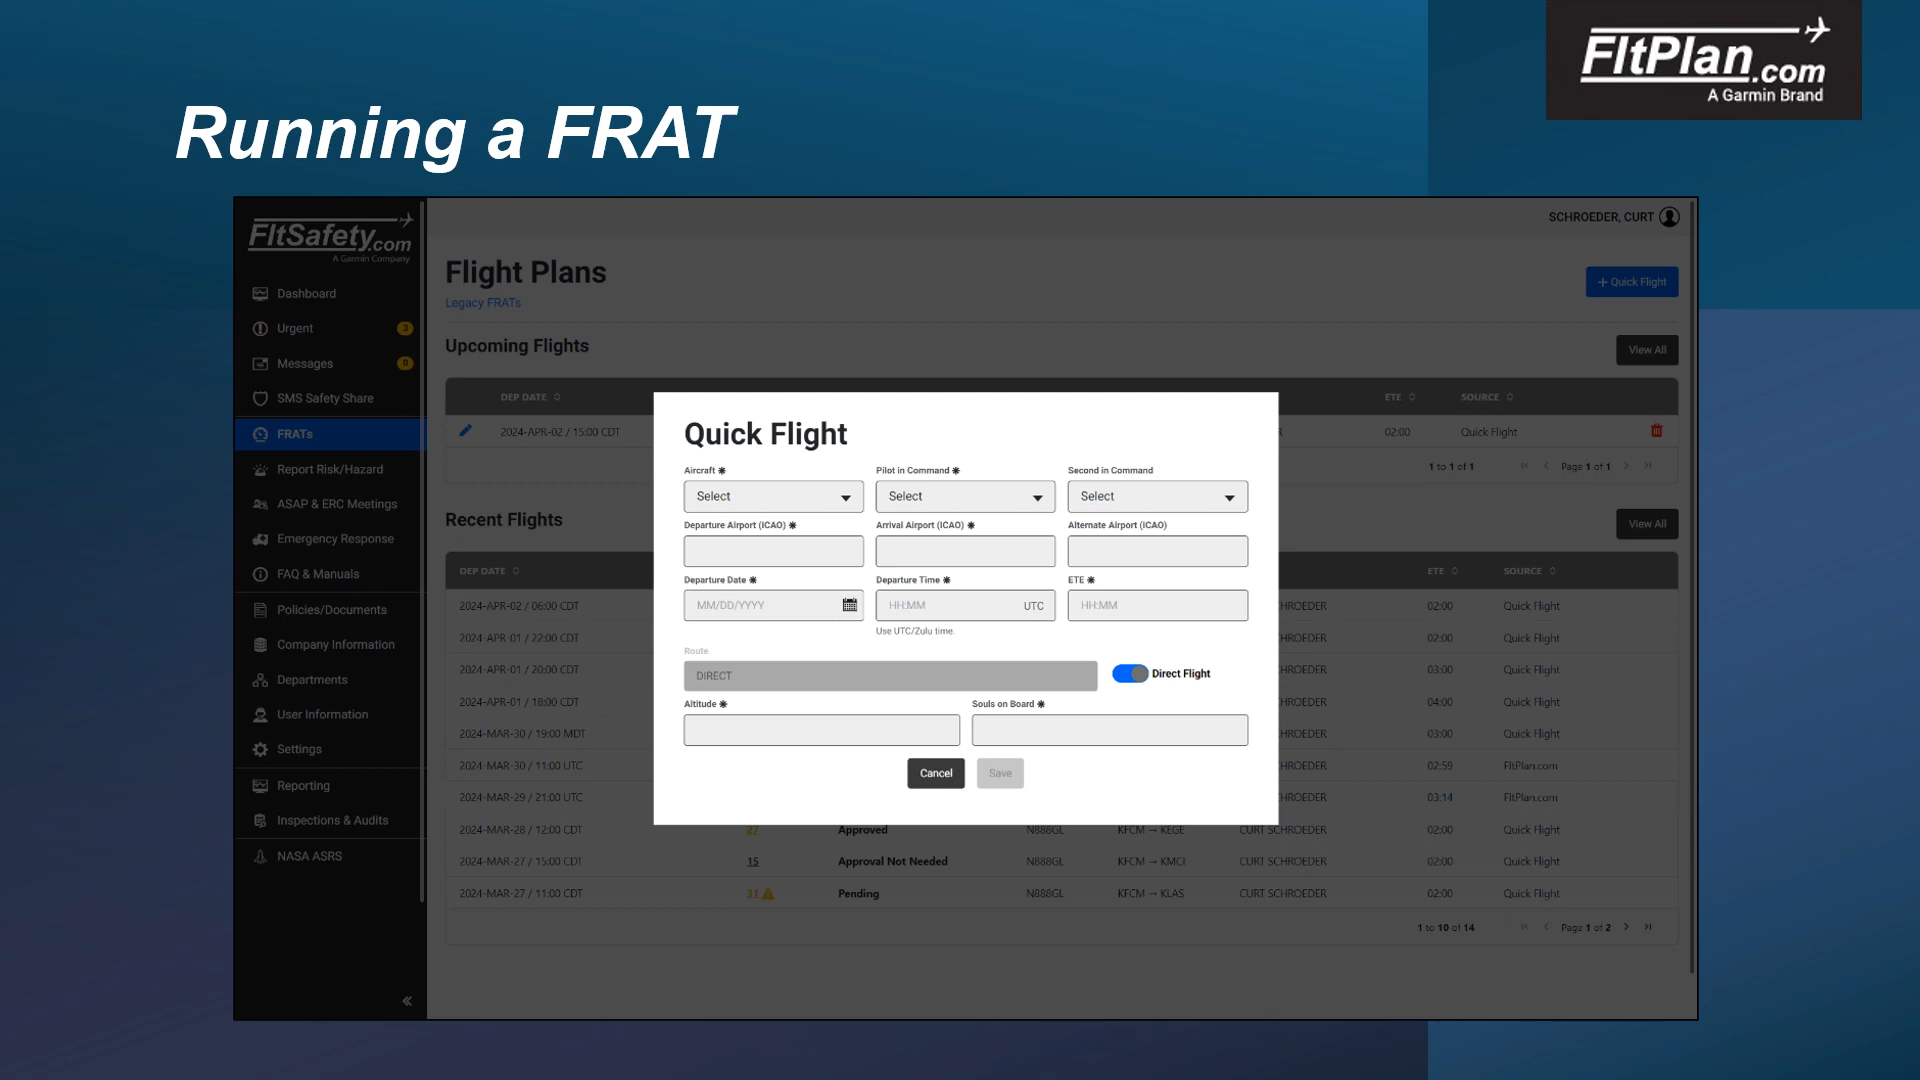 FltPlan.com
A Garmin Brand
Running a FRAT
FltSafety.com
A Garmin Company
SCHROEDER, CURT
Dashboard
Urgent 3
Messages 0
SMS Safety Share
FRATs
Report Risk/Hazard
ASAP & ERC Meetings
Emergency Response
FAQ & Manuals
Policies/Documents
Company Information
Departments
User Information
Settings
Reporting
Inspections & Audits
NASA ASRS
Flight Plans
+ Quick Flight
Legacy FRATs
Upcoming Flights
View All
DEP DATE ETE SOURCE
2024-APR-02 / 15:00 CDT 02:00 Quick Flight
1 to 1 of 1 Page 1 of 1
Recent Flights
View All
DEP DATE ETE SOURCE
2024-APR-02 / 06:00 CDT HROEDER 02:00 Quick Flight
2024-APR-01 / 22:00 CDT HROEDER 02:00 Quick Flight
2024-APR-01 / 20:00 CDT HROEDER 03:00 Quick Flight
2024-APR-01 / 18:00 CDT HROEDER 04:00 Quick Flight
2024-MAR-30 / 19:00 MDT HROEDER 03:00 Quick Flight
2024-MAR-30 / 11:00 UTC HROEDER 02:59 FltPlan.com
2024-MAR-29 / 21:00 UTC HROEDER 03:14 FltPlan.com
2024-MAR-28 / 12:00 CDT 27 Approved N888GL KFCM → KEGE CURT SCHROEDER 02:00 Quick Flight
2024-MAR-27 / 15:00 CDT 15 Approval Not Needed N888GL KFCM → KMCI CURT SCHROEDER 02:00 Quick Flight
2024-MAR-27 / 11:00 CDT 31 Pending N888GL KFCM → KLAS CURT SCHROEDER 02:00 Quick Flight
1 to 10 of 14 Page 1 of 2
Quick Flight
Aircraft ✱ Pilot in Command ✱ Second in Command
Select Select Select
Departure Airport (ICAO) ✱ Arrival Airport (ICAO) ✱ Alternate Airport (ICAO)
Departure Date ✱ Departure Time ✱ ETE ✱
MM/DD/YYYY HH:MM UTC HH:MM
Use UTC/Zulu time.
Route
DIRECT Direct Flight
Altitude ✱ Souls on Board ✱
Cancel Save